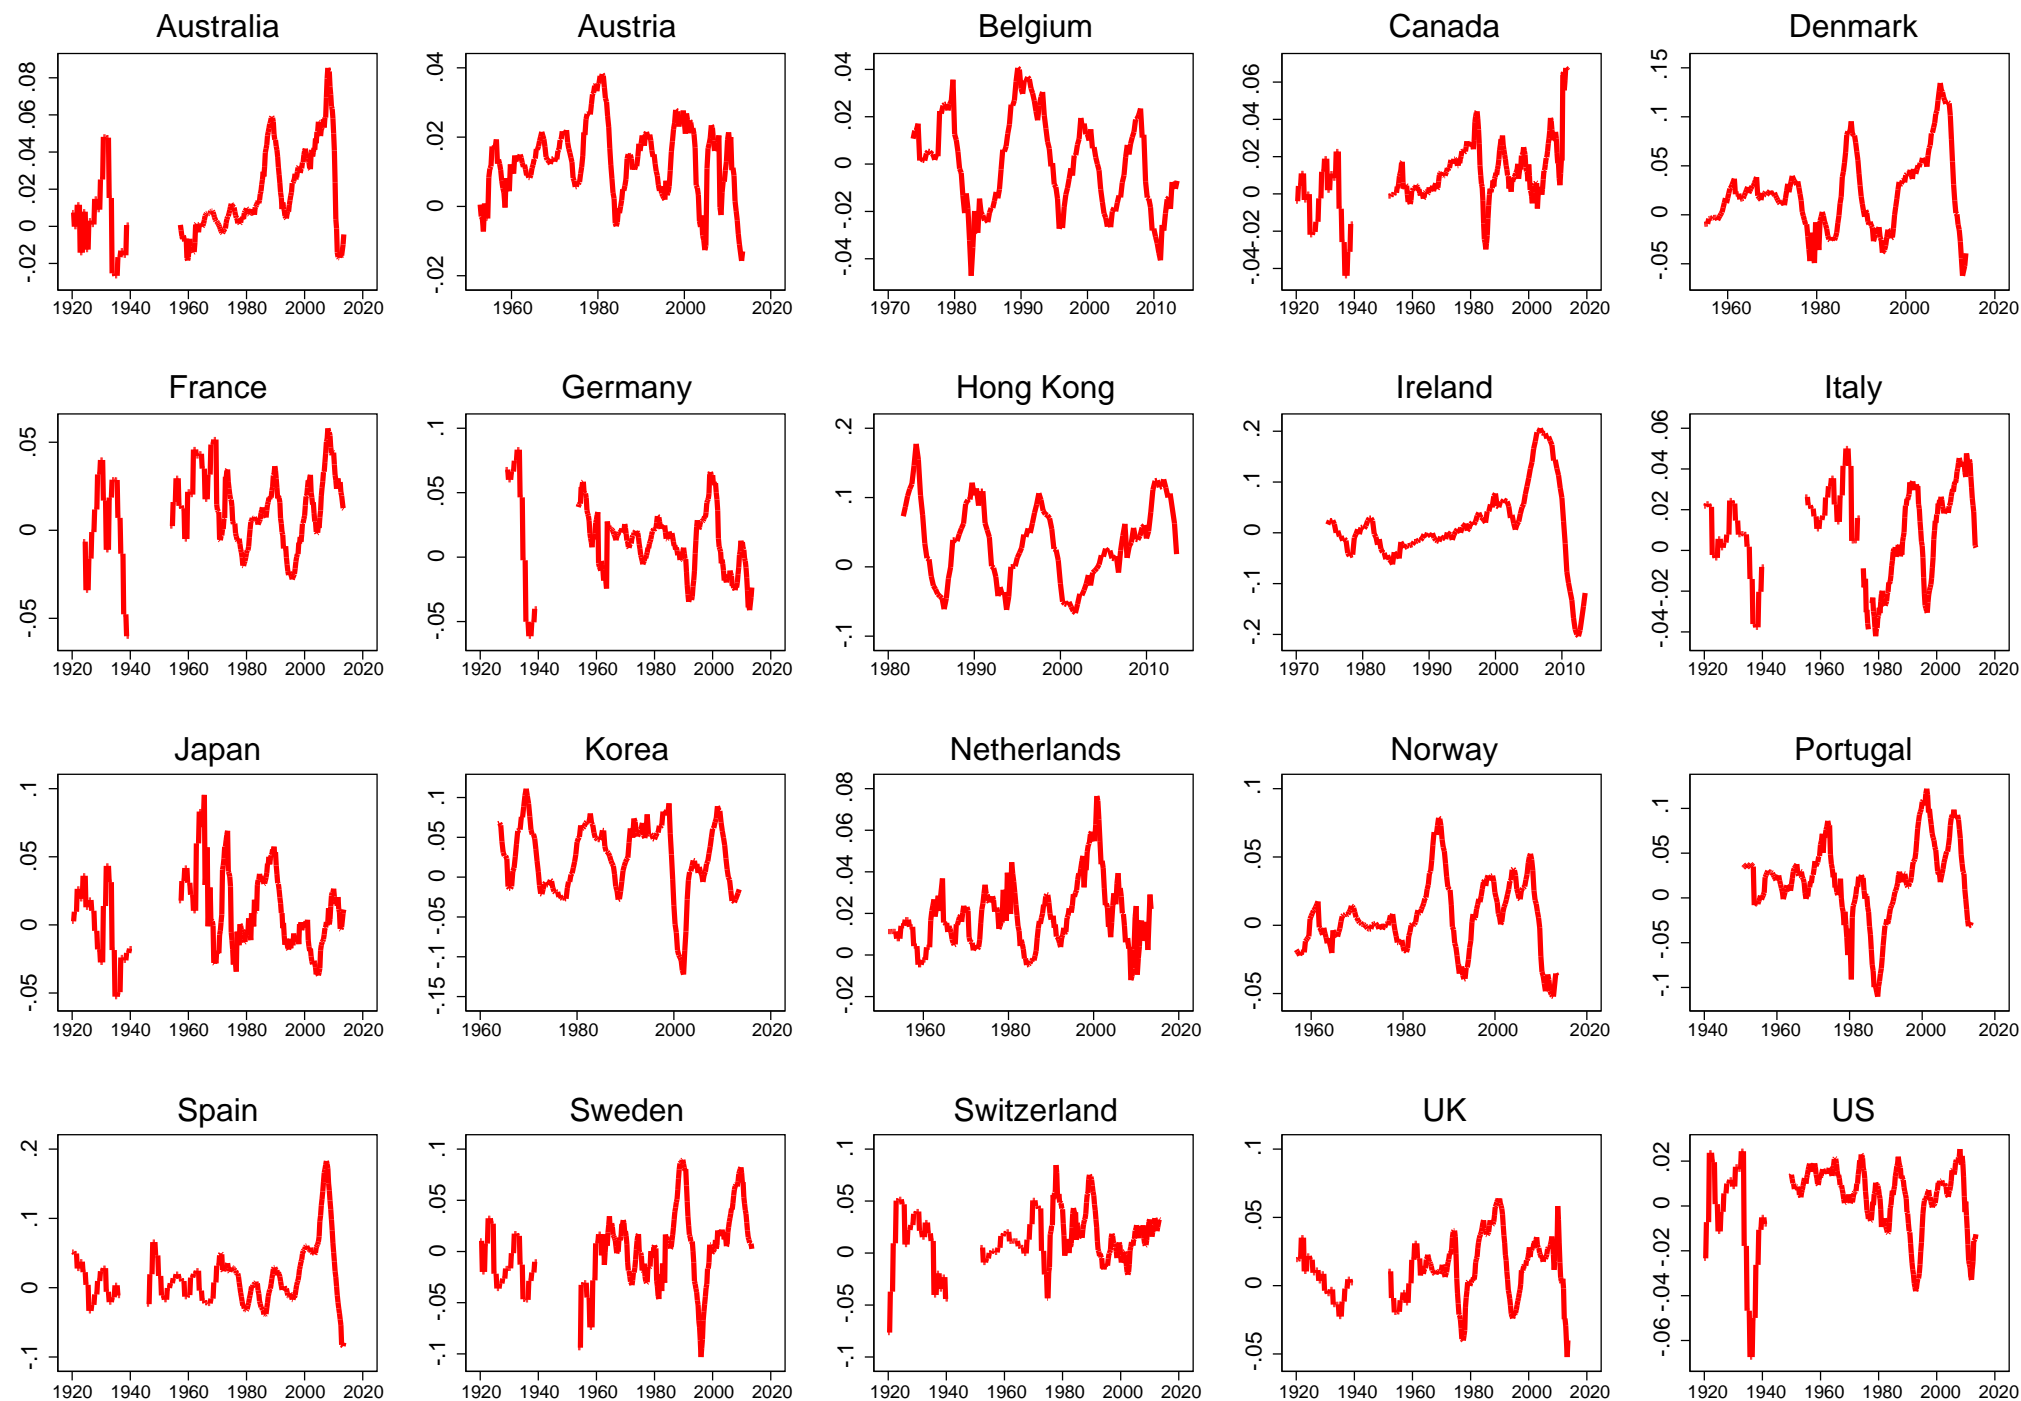 Australia Austria Belgium Canada Denmark
-.02 0 .02 .04 .06 .08
1920 1940 1960 1980 2000 2020
-.02 0 .02 .04
1960 1980 2000 2020
-.04 -.02 0 .02 .04
1970 1980 1990 2000 2010
-.04 -.02 0 .02 .04 .06
1920 1940 1960 1980 2000 2020
-.05 0 .05 .1 .15
1960 1980 2000 2020
France Germany Hong Kong Ireland Italy
-.05 0 .05
1920 1940 1960 1980 2000 2020
-.05 0 .05 .1
1920 1940 1960 1980 2000 2020
-.1 0 .1 .2
1980 1990 2000 2010
-.2 -.1 0 .1 .2
1970 1980 1990 2000 2010
-.04 -.02 0 .02 .04 .06
1920 1940 1960 1980 2000 2020
Japan Korea Netherlands Norway Portugal
-.05 0 .05 .1
1920 1940 1960 1980 2000 2020
-.15 -.1 -.05 0 .05 .1
1960 1980 2000 2020
-.02 0 .02 .04 .06 .08
1960 1980 2000 2020
-.05 0 .05 .1
1960 1980 2000 2020
-.1 -.05 0 .05 .1
1940 1960 1980 2000 2020
Spain Sweden Switzerland UK US
-.1 0 .1 .2
1920 1940 1960 1980 2000 2020
-.1 -.05 0 .05 .1
1920 1940 1960 1980 2000 2020
-.1 -.05 0 .05 .1
1920 1940 1960 1980 2000 2020
-.05 0 .05 .1
1920 1940 1960 1980 2000 2020
-.06 -.04 -.02 0 .02
1920 1940 1960 1980 2000 2020